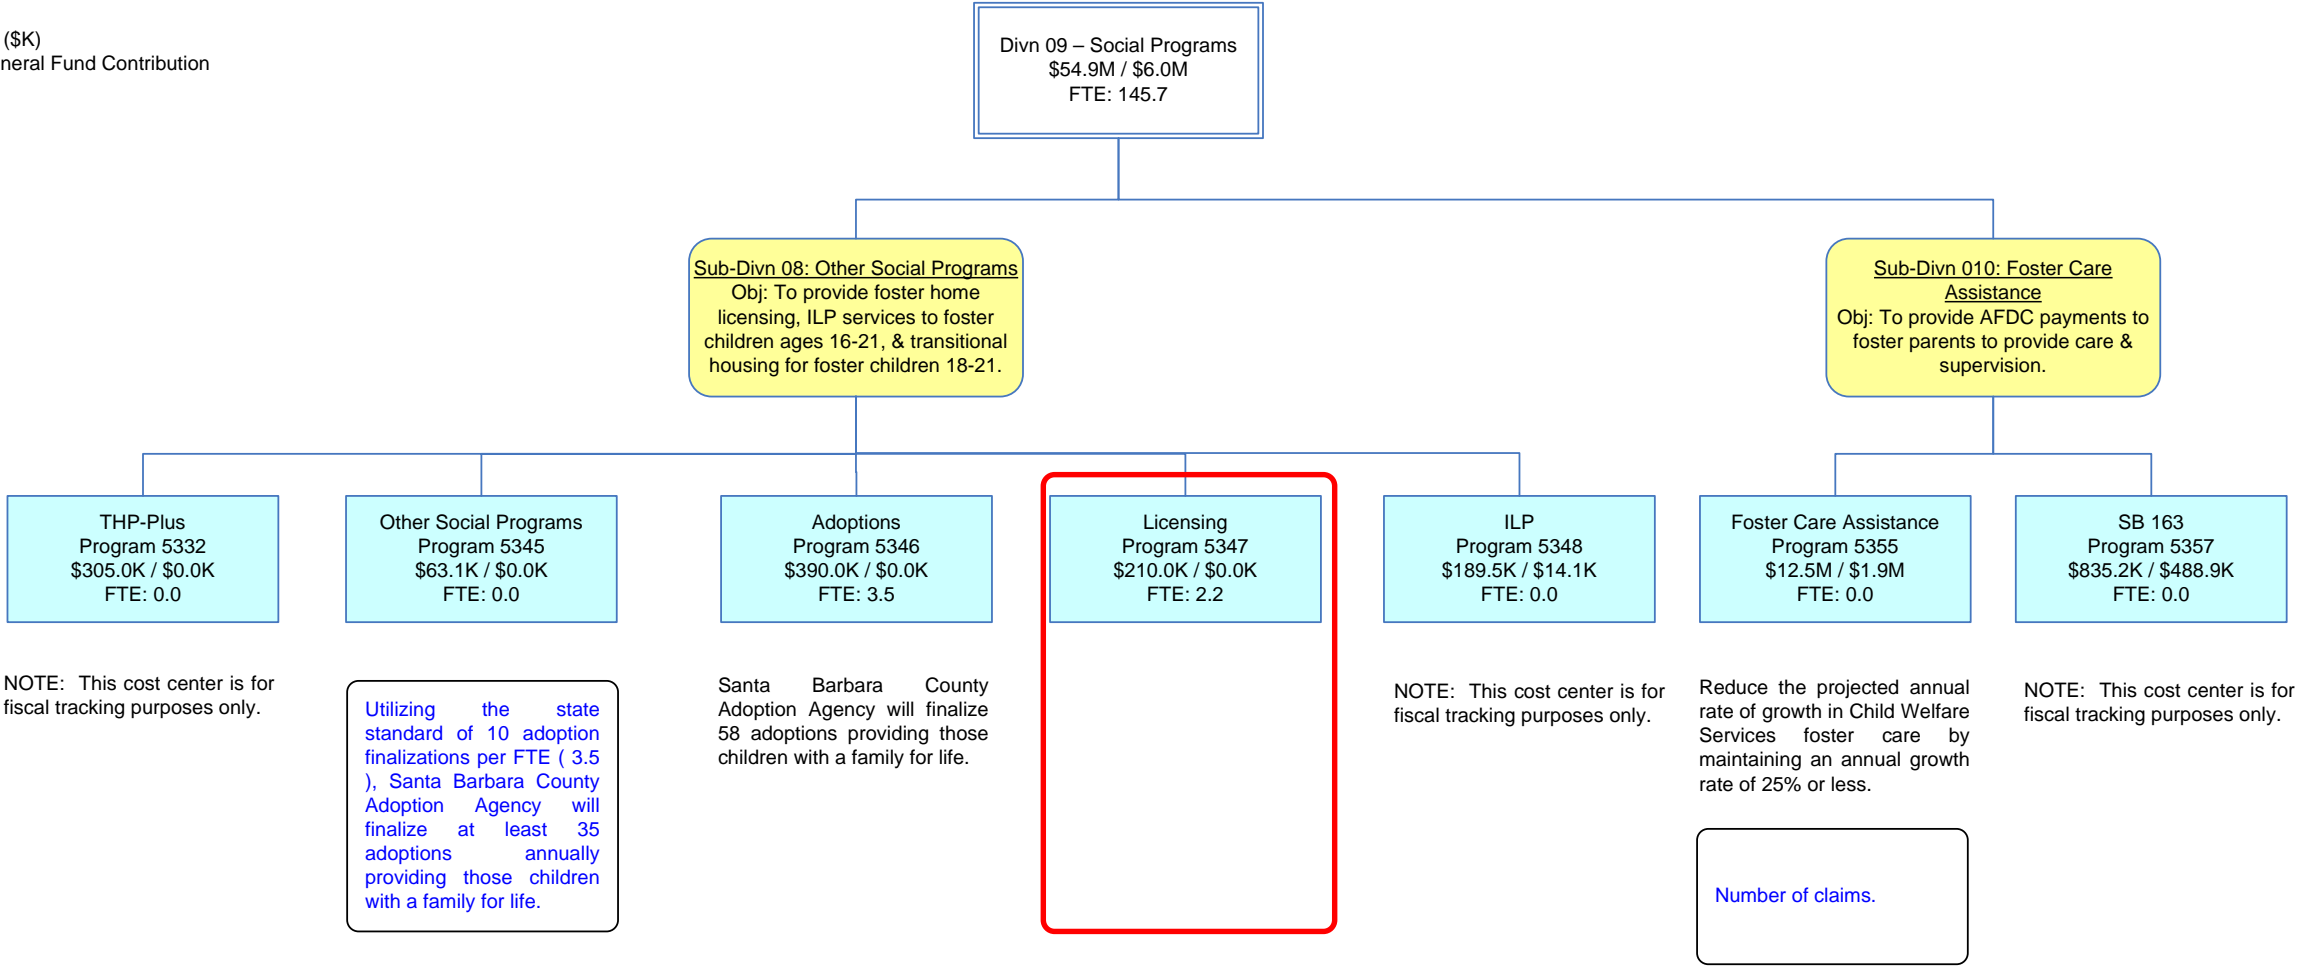 ($K)
neral Fund Contribution
Divn 09 – Social Programs
$54.9M / $6.0M
FTE: 145.7
Sub-Divn 08: Other Social Programs
Obj: To provide foster home
licensing, ILP services to foster
children ages 16-21, & transitional
housing for foster children 18-21.
Sub-Divn 010: Foster Care
Assistance
Obj: To provide AFDC payments to
foster parents to provide care &
supervision.
THP-Plus
Program 5332
$305.0K / $0.0K
FTE: 0.0
Other Social Programs
Program 5345
$63.1K / $0.0K
FTE: 0.0
Adoptions
Program 5346
$390.0K / $0.0K
FTE: 3.5
Licensing
Program 5347
$210.0K / $0.0K
FTE: 2.2
ILP
Program 5348
$189.5K / $14.1K
FTE: 0.0
Foster Care Assistance
Program 5355
$12.5M / $1.9M
FTE: 0.0
SB 163
Program 5357
$835.2K / $488.9K
FTE: 0.0
NOTE: This cost center is for
fiscal tracking purposes only.
Utilizing the state
standard of 10 adoption
finalizations per FTE ( 3.5
), Santa Barbara County
Adoption Agency will
finalize at least 35
adoptions annually
providing those children
with a family for life.
Santa Barbara County
Adoption Agency will finalize
58 adoptions providing those
children with a family for life.
NOTE: This cost center is for
fiscal tracking purposes only.
Reduce the projected annual
rate of growth in Child Welfare
Services foster care by
maintaining an annual growth
rate of 25% or less.
Number of claims.
NOTE: This cost center is for
fiscal tracking purposes only.